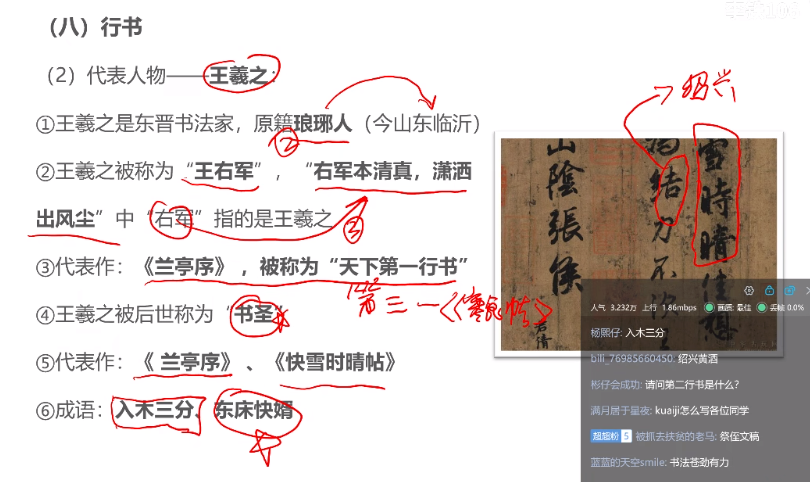 （八）行书
（2）代表人物——王羲之：
绍兴
①王羲之是东晋书法家，原籍琅琊人（今山东临沂）
②王羲之被称为“王右军”，“右军本清真，潇洒
出风尘”中“右军”指的是王羲之
③代表作：《兰亭序》，被称为“天下第一行书”
第三—《寒食帖》
④王羲之被后世称为“书圣”
⑤代表作：《 兰亭序》、《快雪时晴帖》
⑥成语：入木三分、东床快婿
雪時晴佳想
结力不次
山陰張侯
人气 3.232万 上行 1.86mbps 画质: 最佳 丢帧 0.0%
杨照仔: 入木三分
bili_76985660450: 绍兴黄酒
彬仔会成功: 请问第二行书是什么？
满月居于星夜: kuaiji怎么写各位同学
超超粉 5 被抓去扶贫的老马: 祭侄文稿
蓝蓝的天空smile: 书法苍劲有力